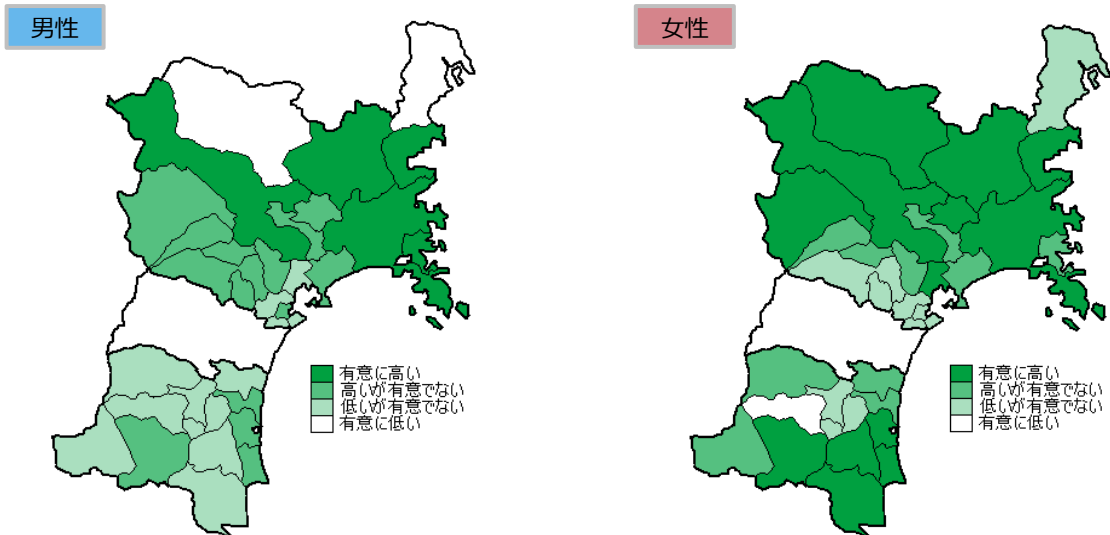 男性
女性
有意に高い
高いが有意でない
低いが有意でない
有意に低い
有意に高い
高いが有意でない
低いが有意でない
有意に低い